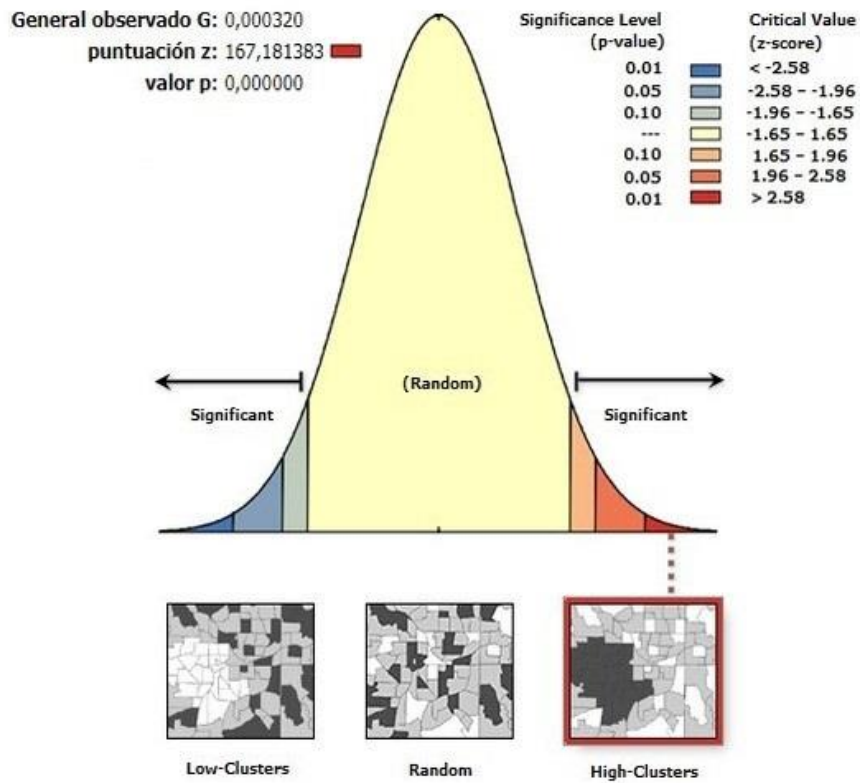 General observado G: 0,000320
puntuación z: 167,181383
valor p: 0,000000
Significance Level
(p-value)
Critical Value
(z-score)
0.01 < -2.58
0.05 -2.58 – -1.96
0.10 -1.96 – -1.65
--- -1.65 – 1.65
0.10 1.65 – 1.96
0.05 1.96 – 2.58
0.01 > 2.58
(Random)
Significant
Significant
Low-Clusters
Random
High-Clusters